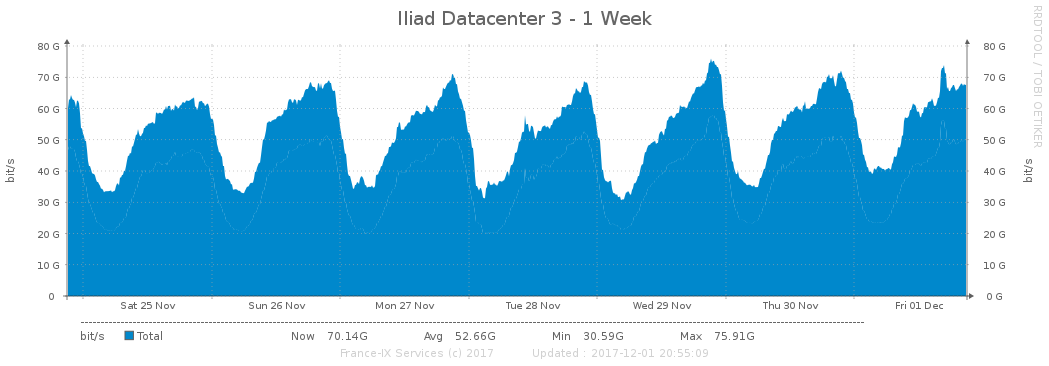 Iliad Datacenter 3 - 1 Week
RRDTOOL / TOBI OETIKER
80 G 80 G
70 G 70 G
60 G 60 G
50 G 50 G
40 G 40 G
30 G 30 G
20 G 20 G
10 G 10 G
0 0 G
bit/s bit/s
Sat 25 Nov Sun 26 Nov Mon 27 Nov Tue 28 Nov Wed 29 Nov Thu 30 Nov Fri 01 Dec
bit/s Total Now 70.14G Avg 52.66G Min 30.59G Max 75.91G
France-IX Services (c) 2017 Updated : 2017-12-01 20:55:09